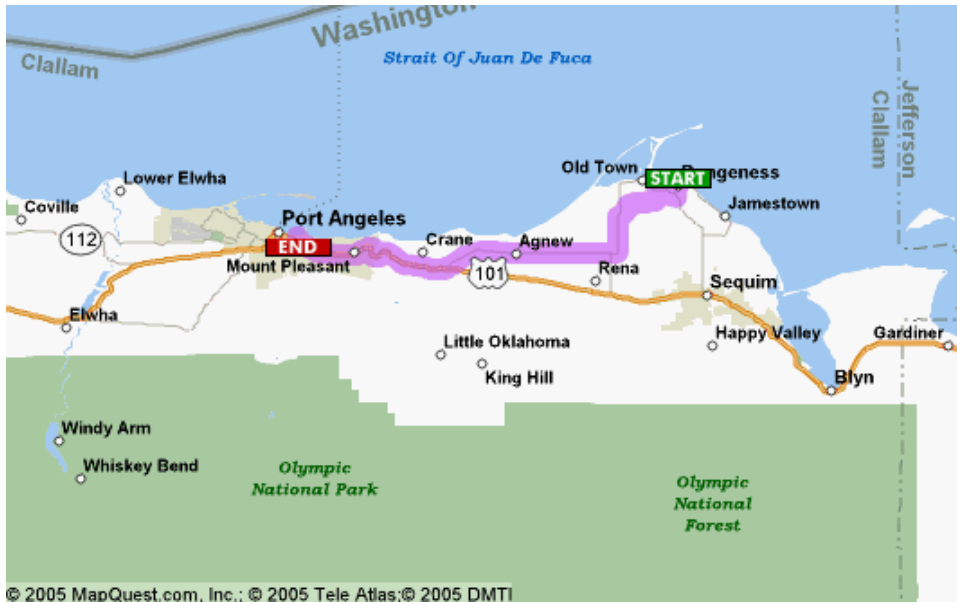 Washington
Clallam
Strait Of Juan De Fuca
Jefferson
Clallam
Old Town
START
Dungeness
Lower Elwha
Coville
112
Port Angeles
END
Mount Pleasant
Crane
Agnew
Jamestown
101
Rena
Sequim
Elwha
Little Oklahoma
King Hill
Happy Valley
Gardiner
Blyn
Windy Arm
Whiskey Bend
Olympic
National Park
Olympic
National
Forest
© 2005 MapQuest.com, Inc.; © 2005 Tele Atlas;© 2005 DMTI